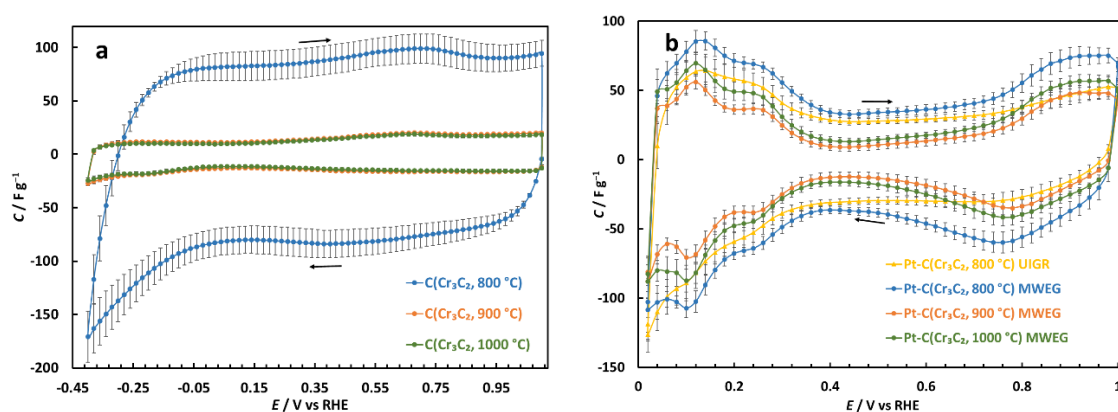 a
100
50
0
-50
-100
-150
-200
-0.45 -0.25 -0.05 0.15 0.35 0.55 0.75 0.95
C / F g⁻¹
E / V vs RHE
C(Cr₃C₂, 800 °C)
C(Cr₃C₂, 900 °C)
C(Cr₃C₂, 1000 °C)
b
100
50
0
-50
-100
-150
0 0.2 0.4 0.6 0.8 1
C / F g⁻¹
E / V vs RHE
Pt-C(Cr₃C₂, 800 °C) UIGR
Pt-C(Cr₃C₂, 800 °C) MWEG
Pt-C(Cr₃C₂, 900 °C) MWEG
Pt-C(Cr₃C₂, 1000 °C) MWEG